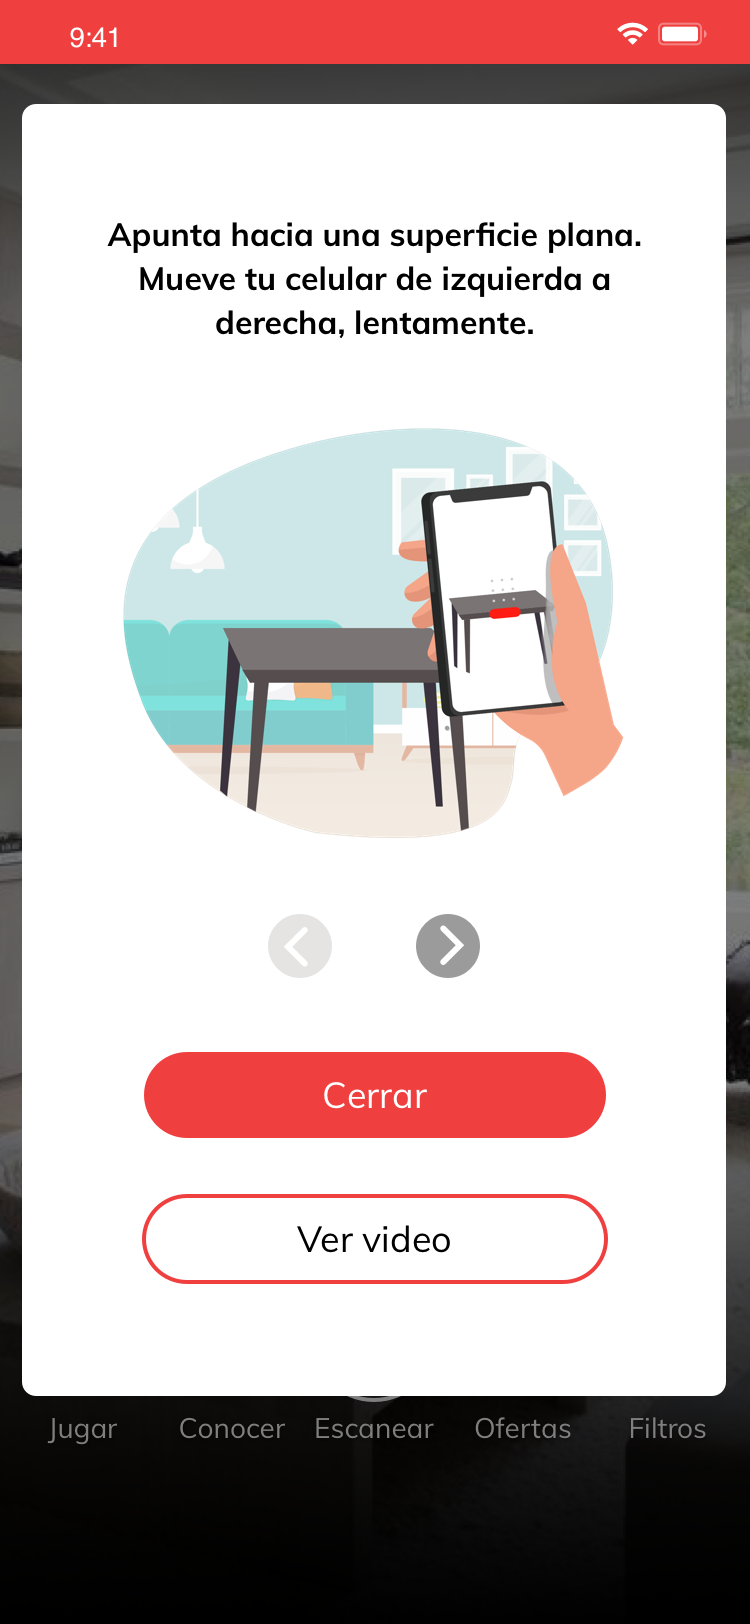 9:41
Apunta hacia una superficie plana.
Mueve tu celular de izquierda a
derecha, lentamente.
Cerrar
Ver video
Jugar Conocer Escanear Ofertas Filtros